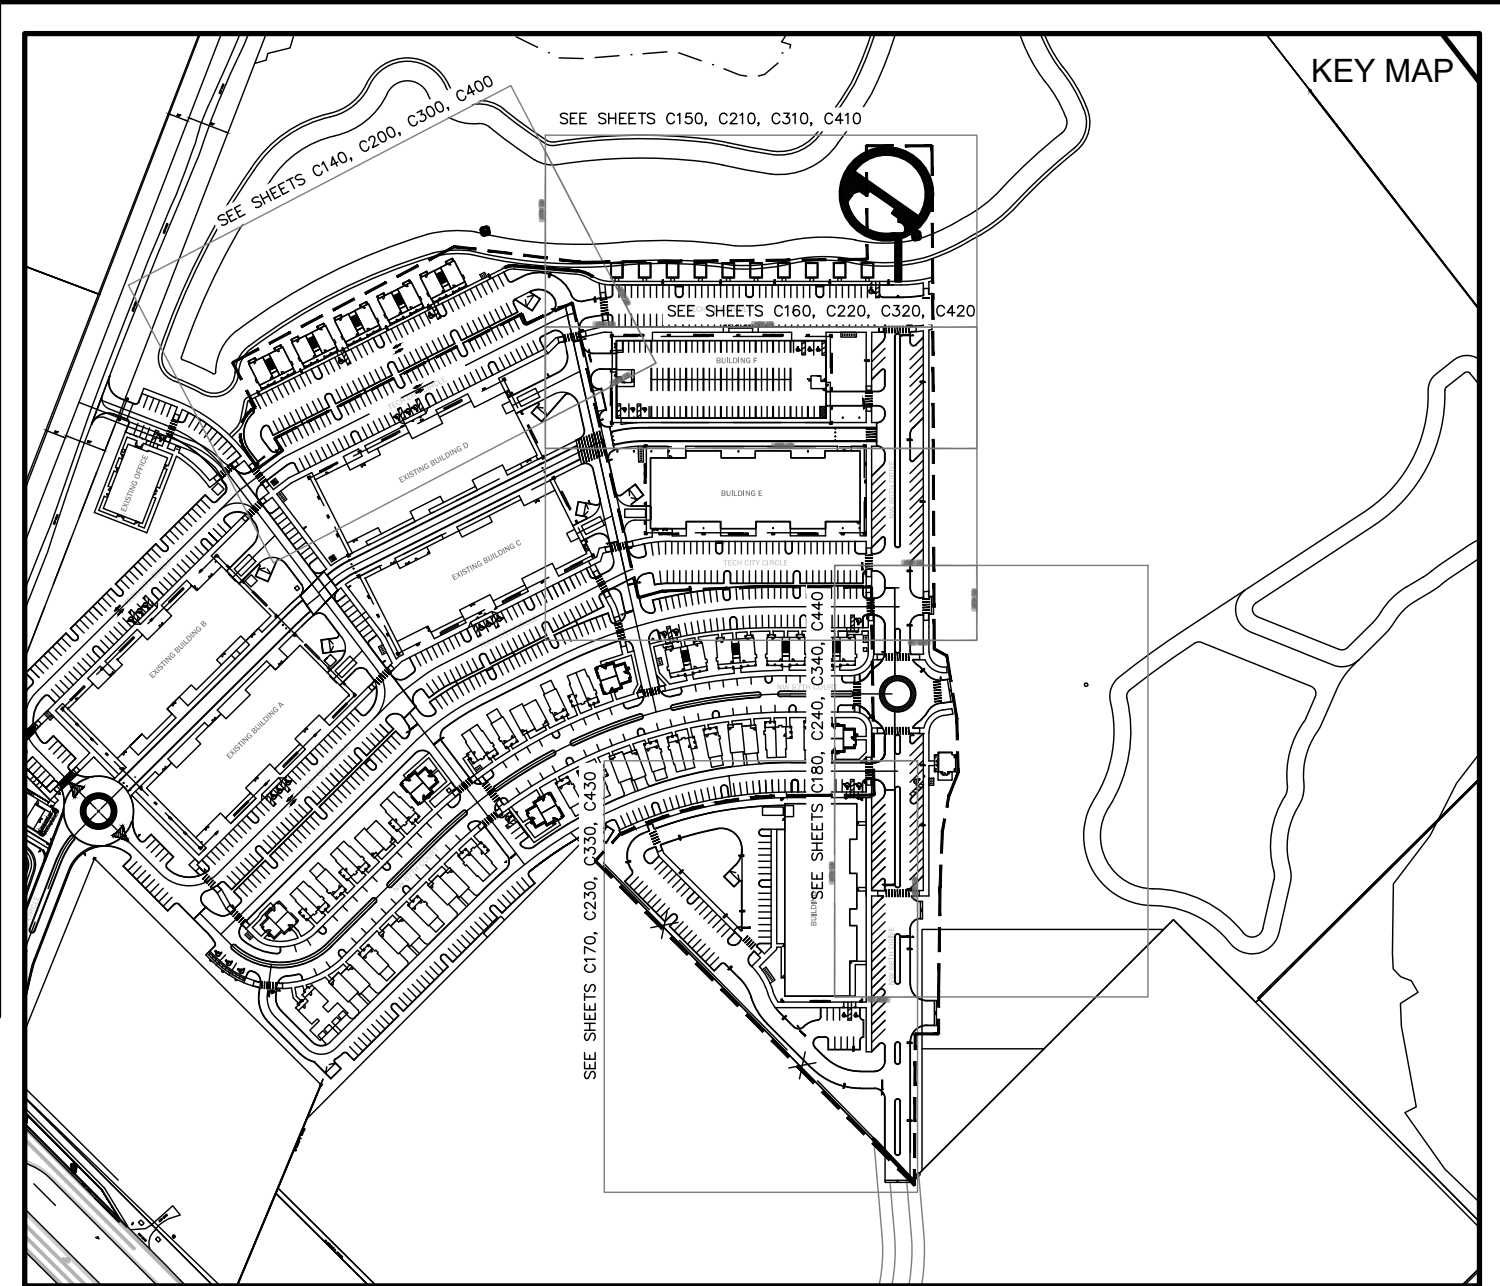 KEY MAP
SEE SHEETS C140, C200, C300, C400
SEE SHEETS C150, C210, C310, C410
SEE SHEETS C160, C220, C320, C420
BUILDING F
EXISTING BUILDING D
EXISTING OFFICE
BUILDING E
EXISTING BUILDING C
TECH CITY CIRCLE
EXISTING BUILDING B
EXISTING BUILDING A
SEE SHEETS C180, C240, C340, C440
SEE SHEETS C170, C230, C330, C430
BUILDING